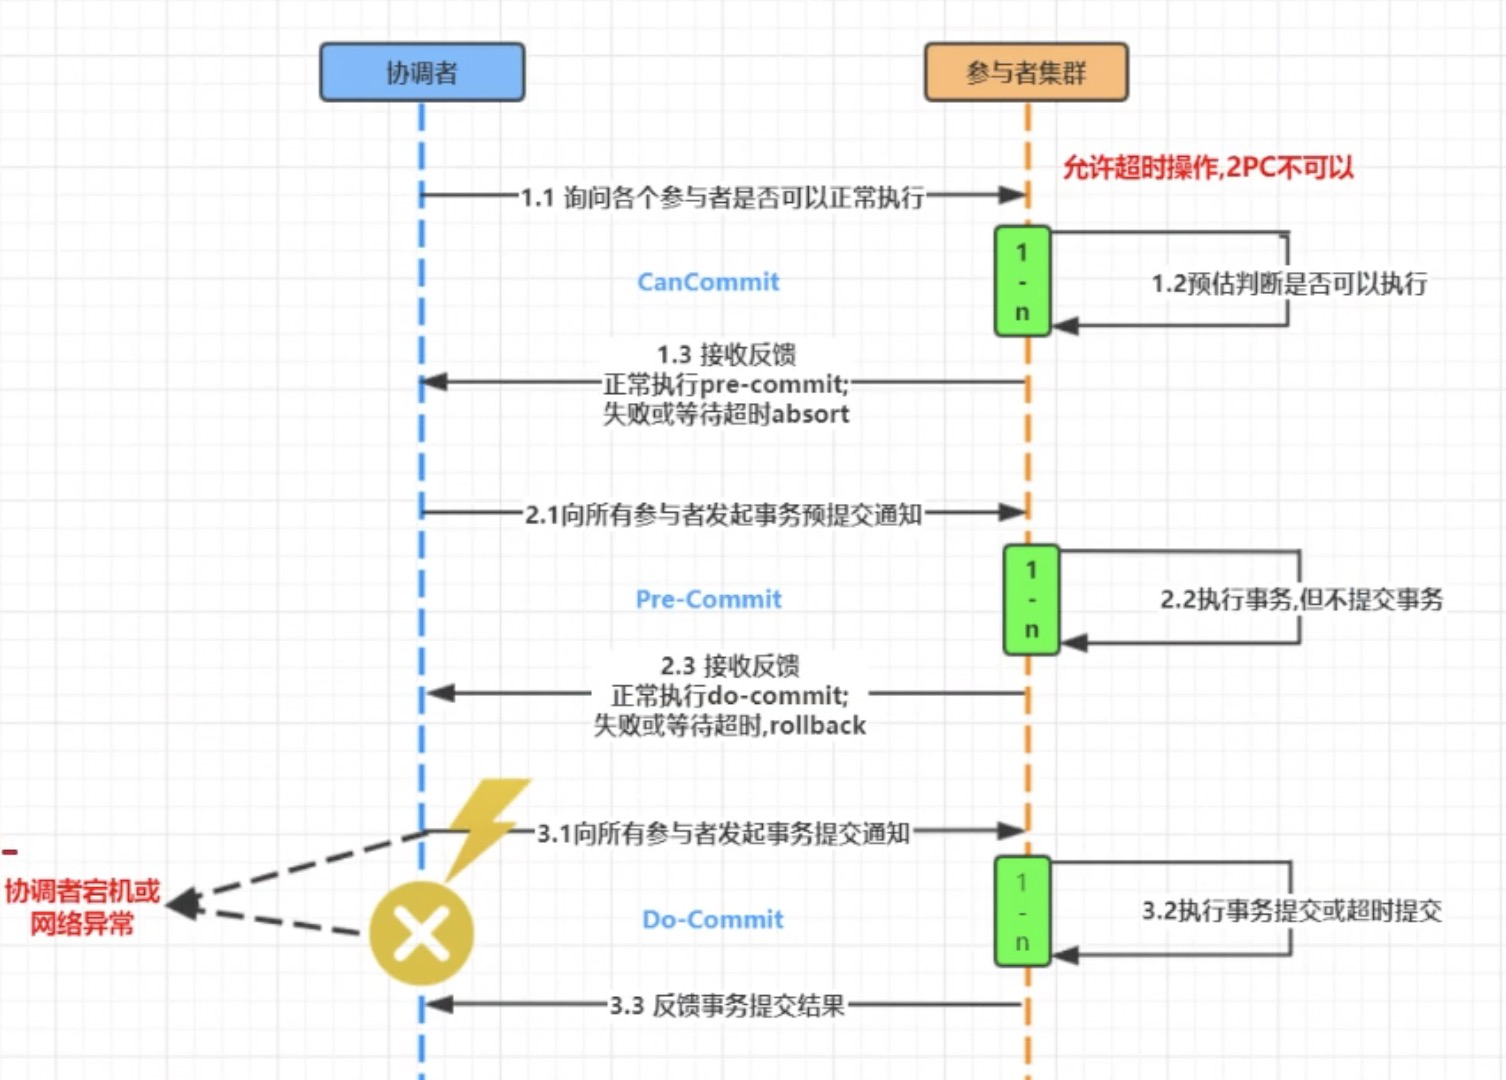 协调者
参与者集群
允许超时操作,2PC不可以
1.1 询问各个参与者是否可以正常执行
1
-
n
1.2预估判断是否可以执行
CanCommit
1.3 接收反馈
正常执行pre-commit;
失败或等待超时absort
2.1向所有参与者发起事务预提交通知
1
-
n
2.2执行事务,但不提交事务
Pre-Commit
2.3 接收反馈
正常执行do-commit;
失败或等待超时,rollback
3.1向所有参与者发起事务提交通知
协调者宕机或
网络异常
1
-
n
3.2执行事务提交或超时提交
Do-Commit
3.3 反馈事务提交结果